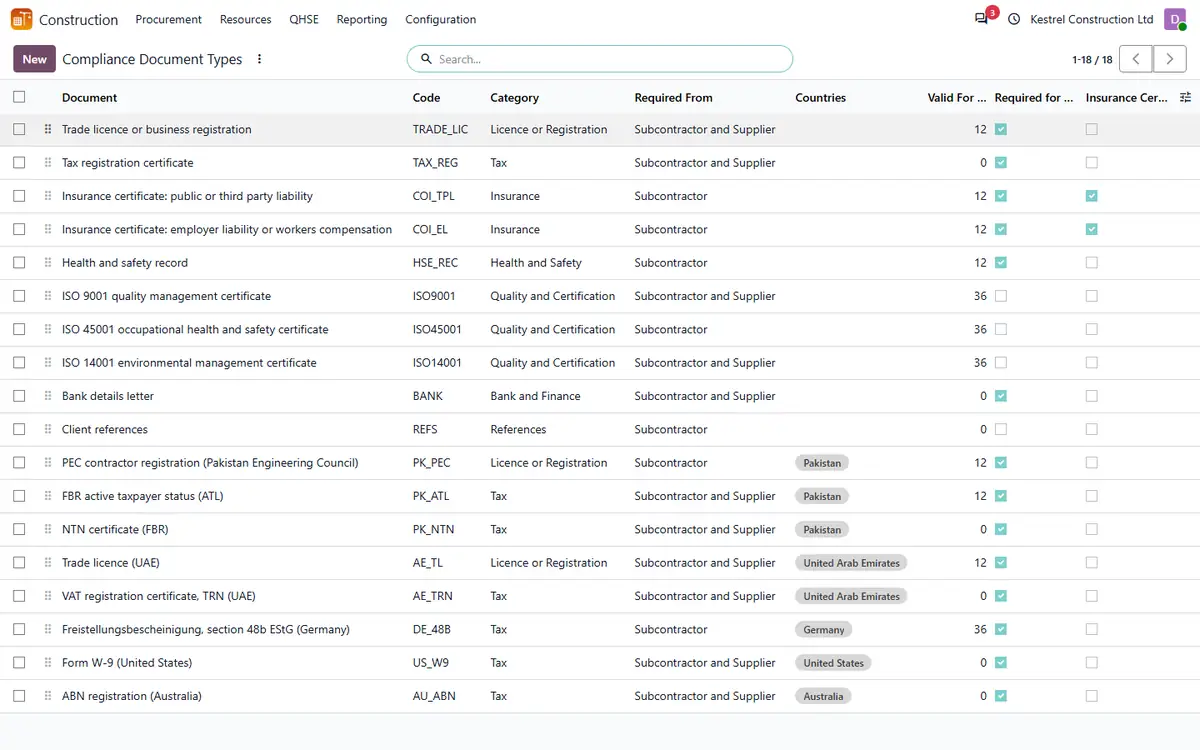 Construction Procurement Resources QHSE Reporting Configuration 3 Kestrel Construction Ltd D
New Compliance Document Types Search... 1-18 / 18
Document Code Category Required From Countries Valid For ... Required for ... Insurance Cer...
Trade licence or business registration TRADE_LIC Licence or Registration Subcontractor and Supplier 12
Tax registration certificate TAX_REG Tax Subcontractor and Supplier 0
Insurance certificate: public or third party liability COI_TPL Insurance Subcontractor 12
Insurance certificate: employer liability or workers compensation COI_EL Insurance Subcontractor 12
Health and safety record HSE_REC Health and Safety Subcontractor 12
ISO 9001 quality management certificate ISO9001 Quality and Certification Subcontractor and Supplier 36
ISO 45001 occupational health and safety certificate ISO45001 Quality and Certification Subcontractor 36
ISO 14001 environmental management certificate ISO14001 Quality and Certification Subcontractor and Supplier 36
Bank details letter BANK Bank and Finance Subcontractor and Supplier 0
Client references REFS References Subcontractor 0
PEC contractor registration (Pakistan Engineering Council) PK_PEC Licence or Registration Subcontractor Pakistan 12
FBR active taxpayer status (ATL) PK_ATL Tax Subcontractor and Supplier Pakistan 12
NTN certificate (FBR) PK_NTN Tax Subcontractor and Supplier Pakistan 0
Trade licence (UAE) AE_TL Licence or Registration Subcontractor and Supplier United Arab Emirates 12
VAT registration certificate, TRN (UAE) AE_TRN Tax Subcontractor and Supplier United Arab Emirates 0
Freistellungsbescheinigung, section 48b EStG (Germany) DE_48B Tax Subcontractor Germany 36
Form W-9 (United States) US_W9 Tax Subcontractor and Supplier United States 0
ABN registration (Australia) AU_ABN Tax Subcontractor and Supplier Australia 0